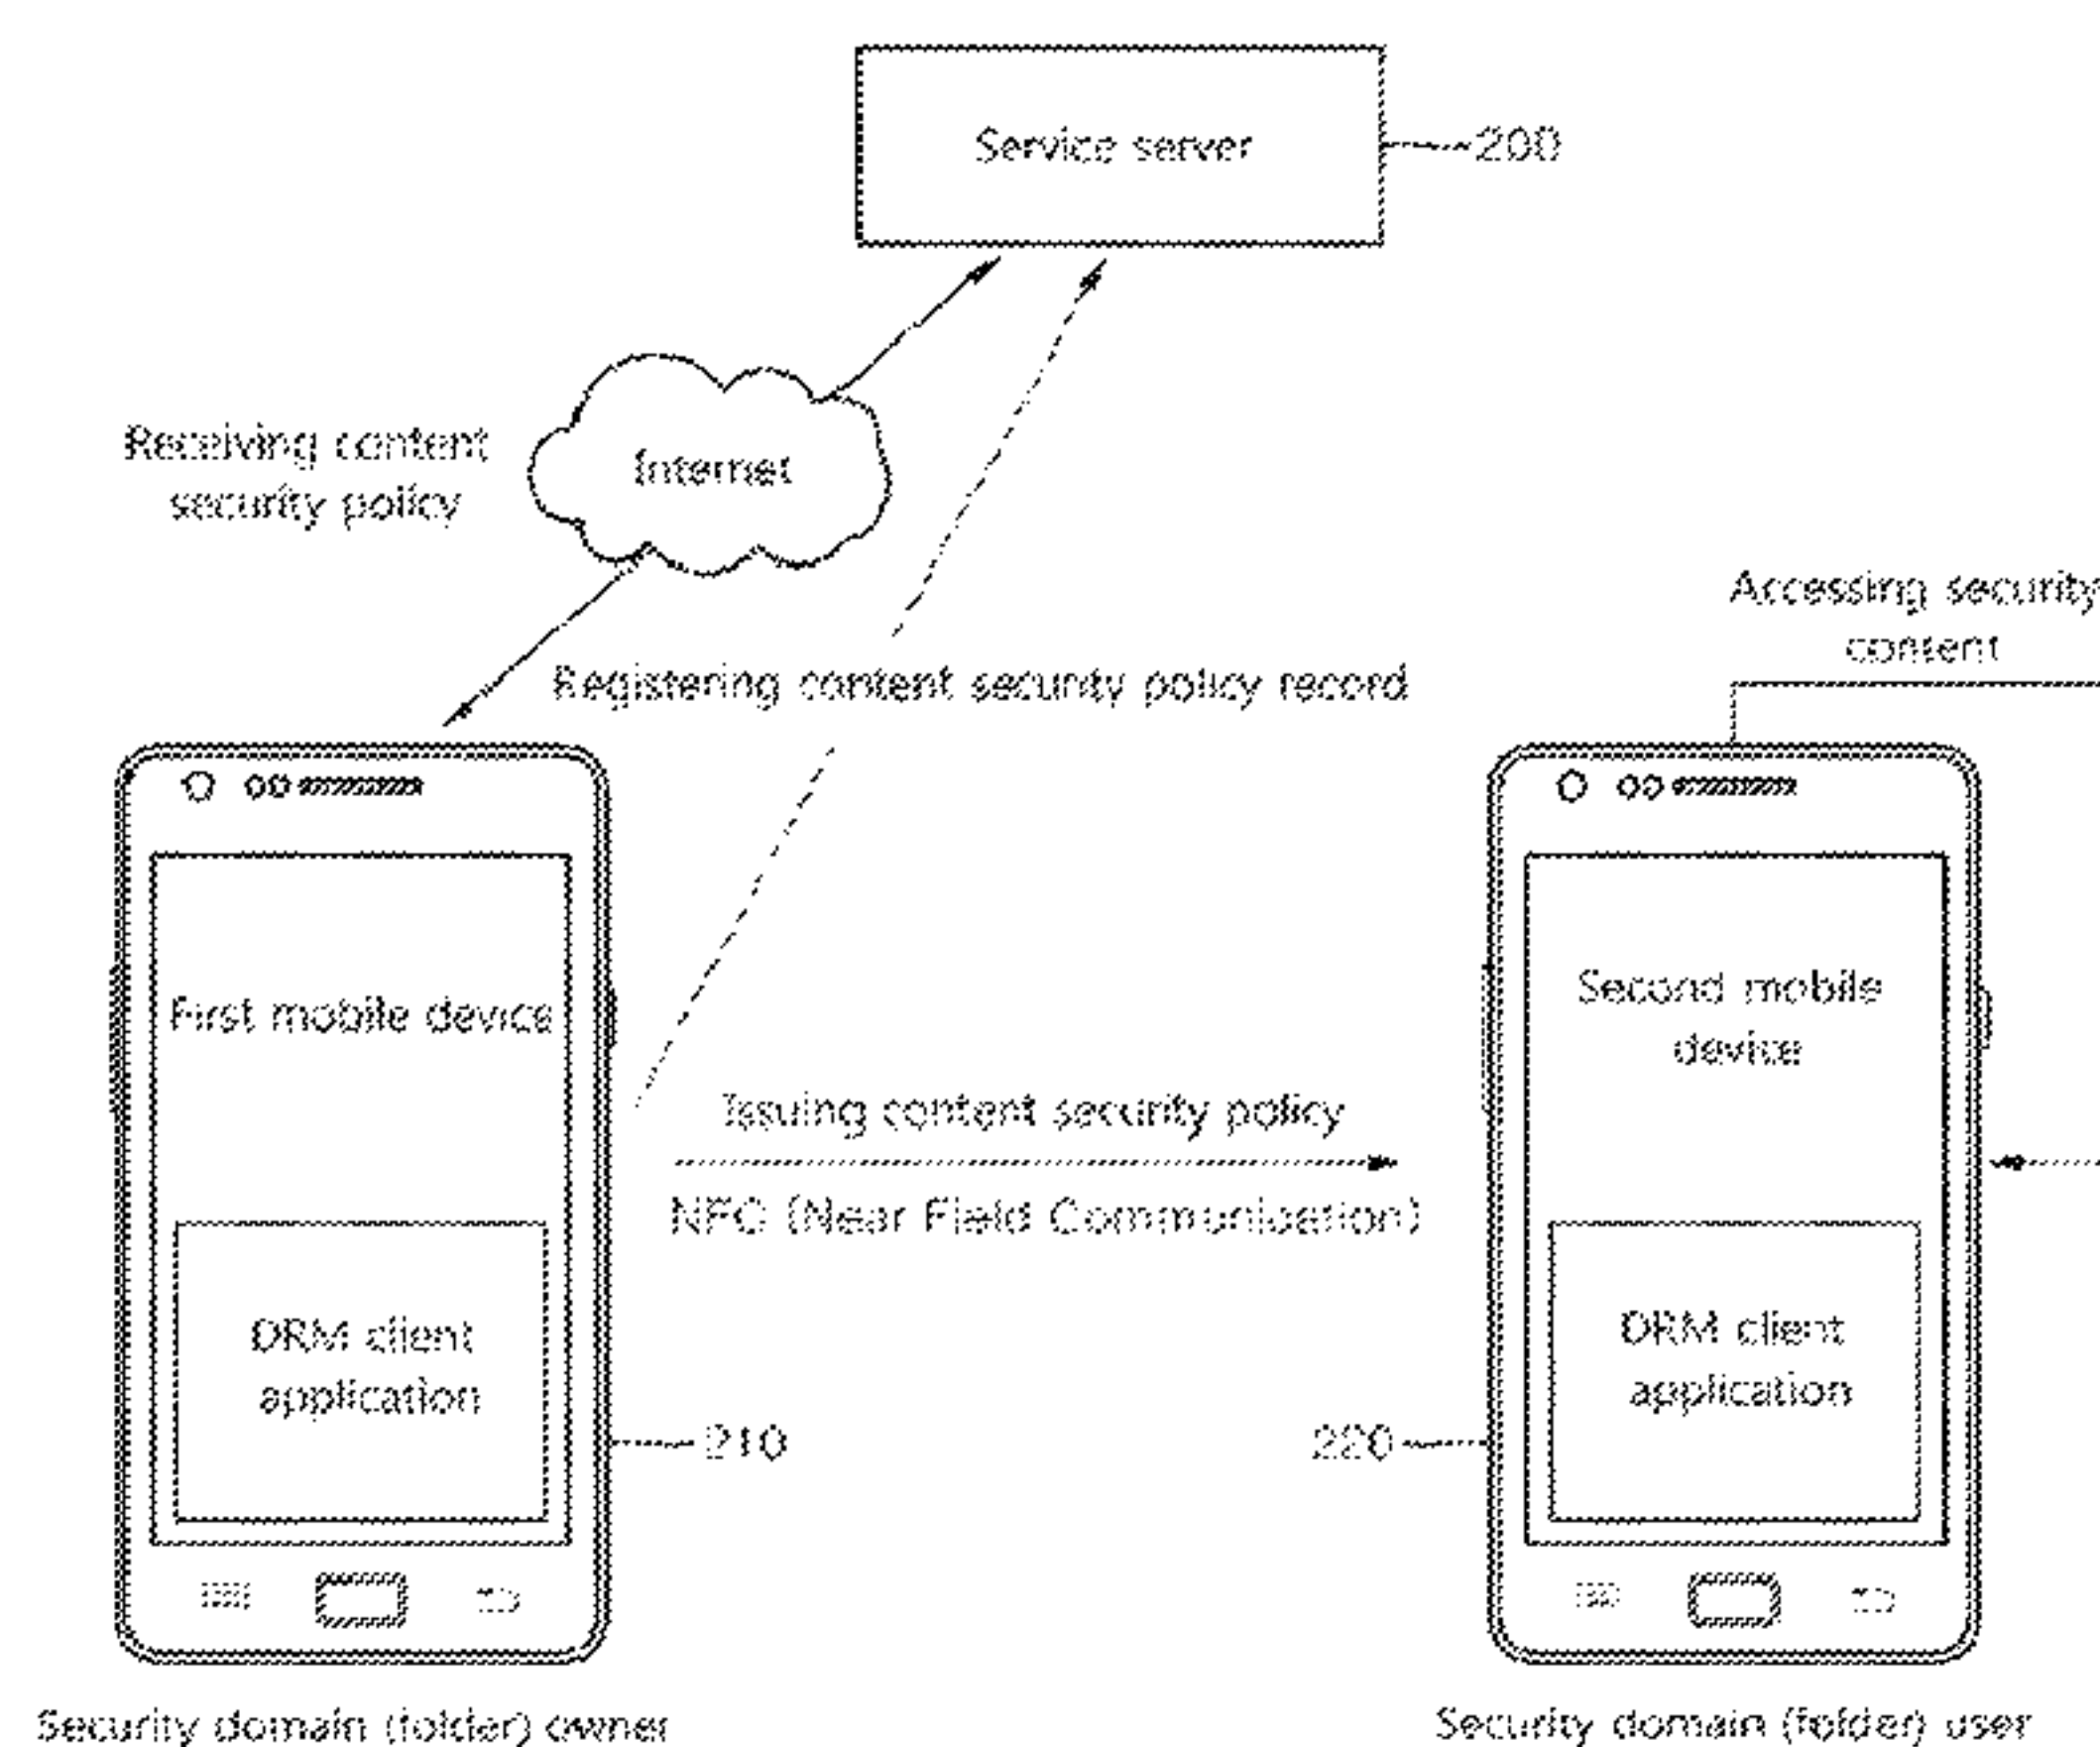 Service server
200
Receiving content
security policy
Internet
Accessing security
content
Registering content security policy record
First mobile device
Second mobile
device
Issuing content security policy
NFC (Near Field Communication)
DRM client
application
DRM client
application
210
220
Security domain (folder) owner
Security domain (folder) user